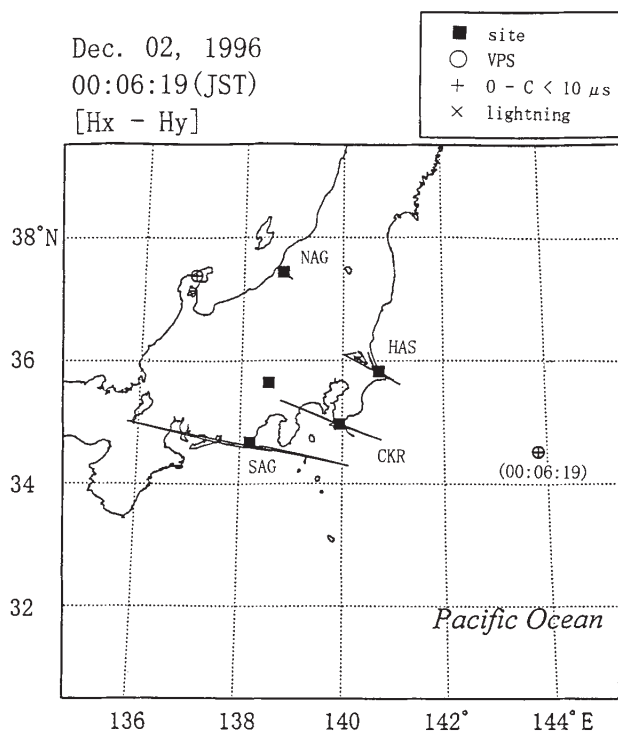 Dec. 02, 1996
00:06:19(JST)
[Hx - Hy]
site
VPS
0 - C < 10 μs
lightning
38°N
NAG
36
HAS
34
SAG
CKR
(00:06:19)
32
Pacific Ocean
136 138 140 142° 144°E